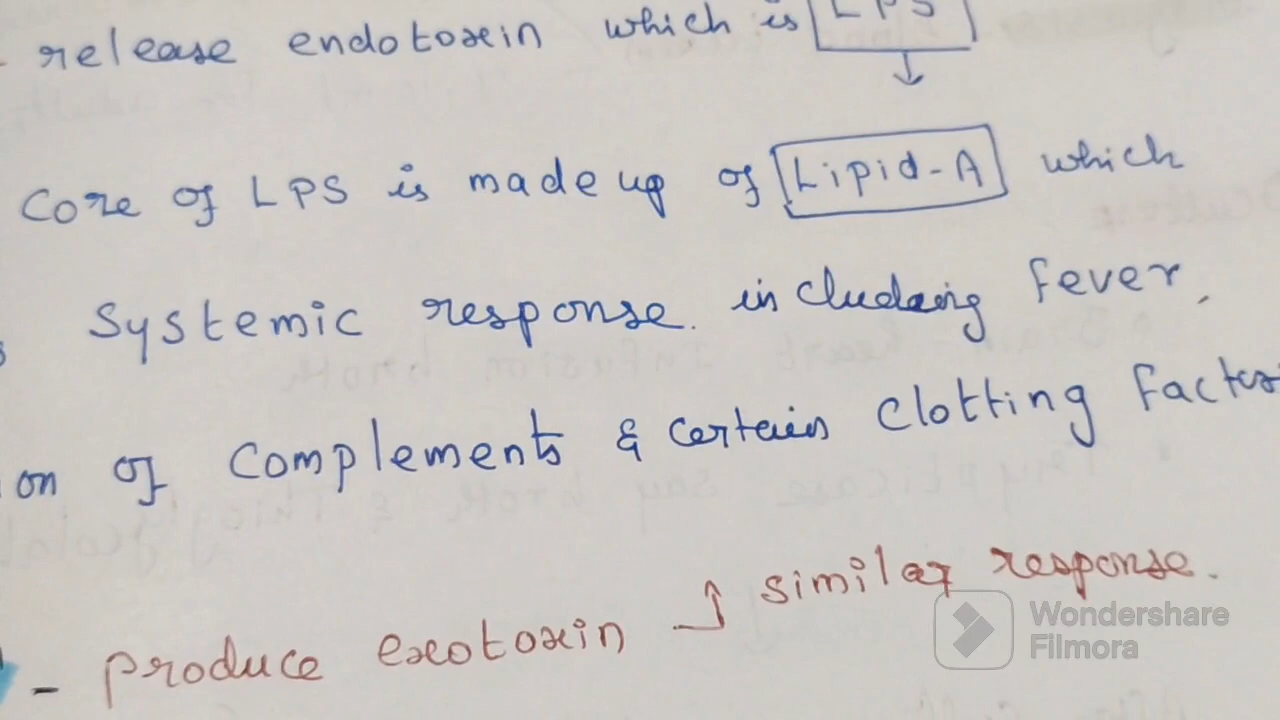 release endotoxin which is LPS
Core of LPS is made up of Lipid-A which
Systemic response. including fever,
on of complements & certain clotting factor
- produce exotoxin similar response.
Wondershare
Filmora